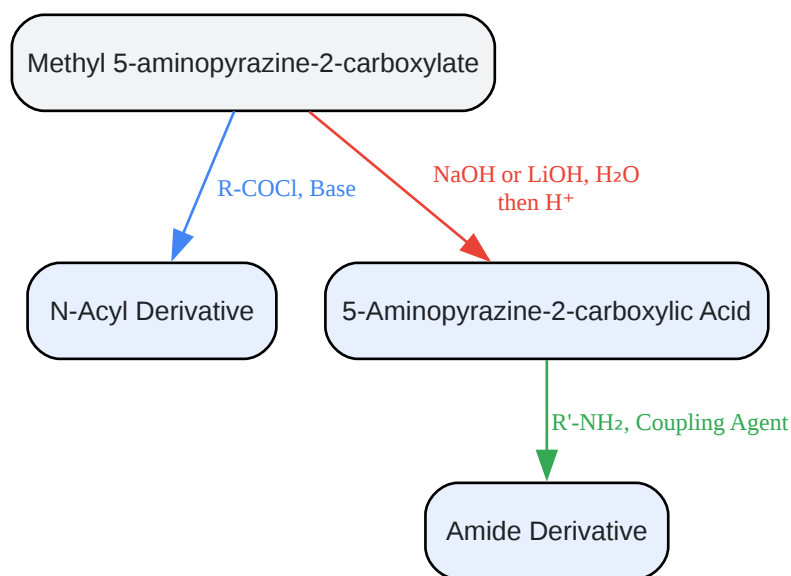 Methyl 5-aminopyrazine-2-carboxylate
R-COCl, Base
NaOH or LiOH, H₂O
then H⁺
N-Acyl Derivative
5-Aminopyrazine-2-carboxylic Acid
R'-NH₂, Coupling Agent
Amide Derivative